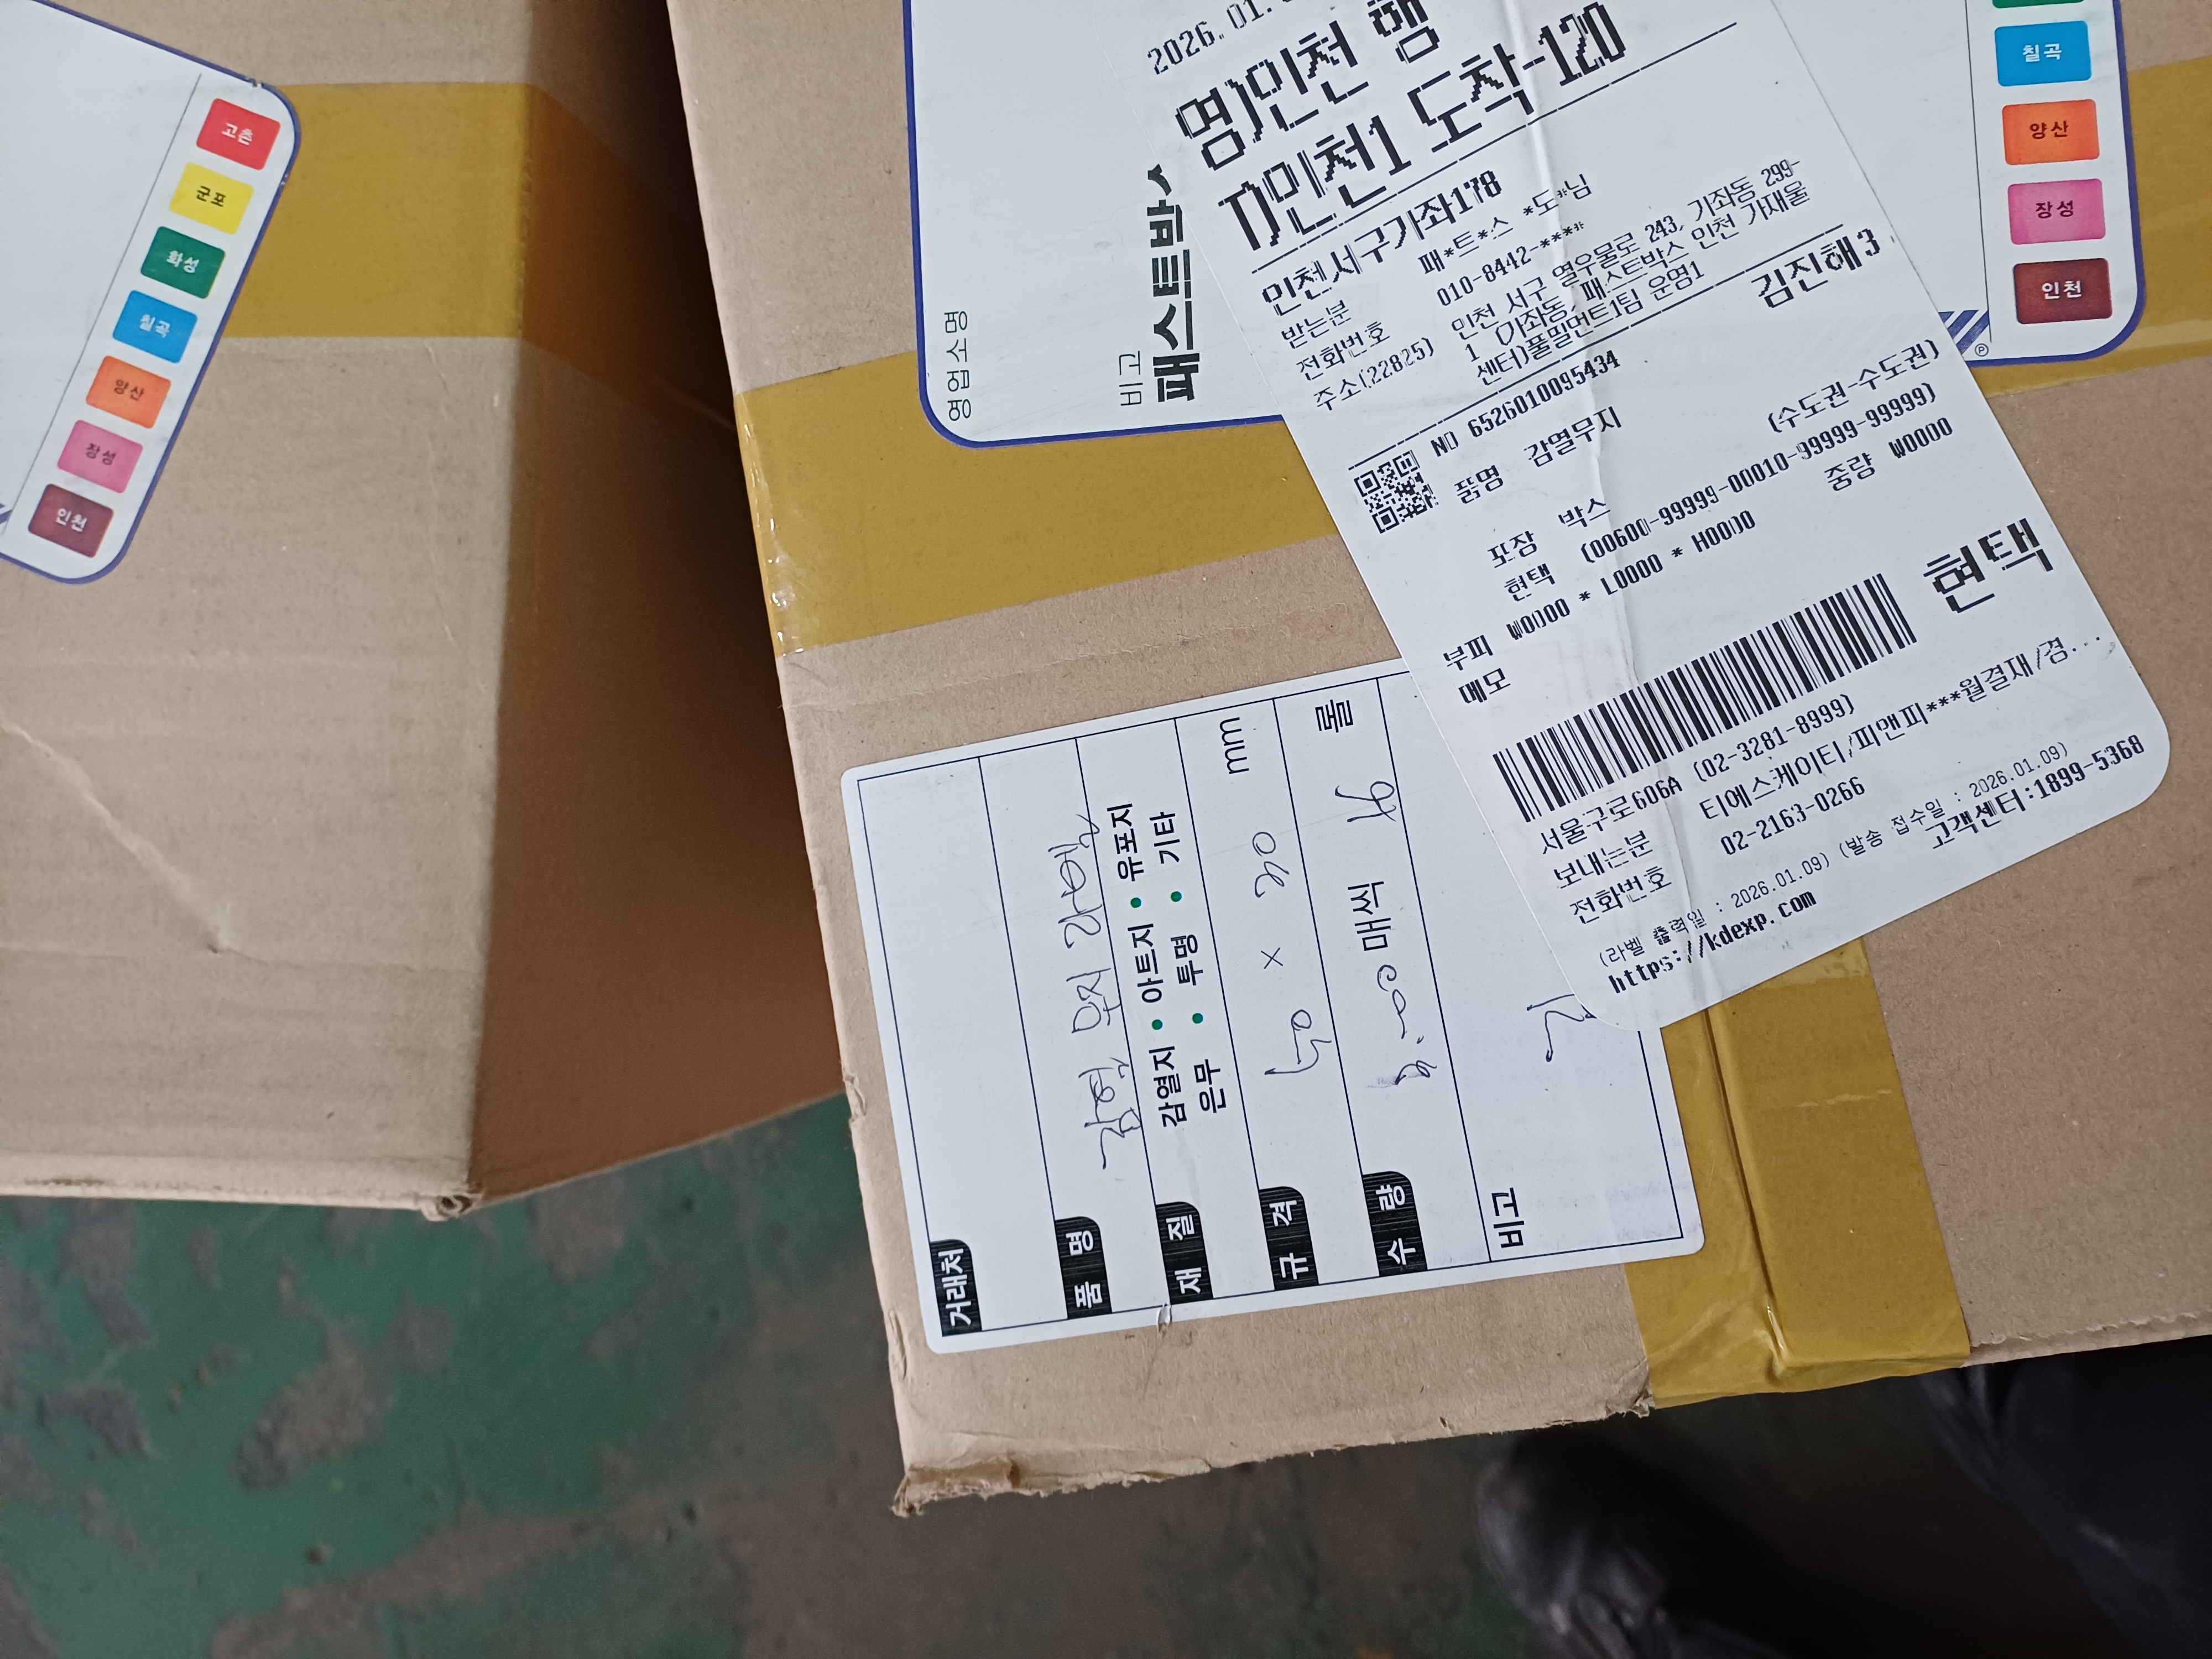 고촌
군포
화성
칠곡
양산
장성
인천
영업소명
비고
패스트박스
칠곡
양산
장성
인천
2026.01.
영)인천 행
지)인천1 도착-120
인천서구가좌178
받는분 패*트*스 *도*님
전화번호 010-8442-****
주소(22825) 인천 서구 열우물로 243, 가좌동 299-
1 (가좌동, 패스트박스 인천 가재울
센터)풀필먼트1팀 운영1
김진해3
NO 6526010095434
품명 감열무지
(수도권-수도권)
포장 박스
현택 (00600-99999-00010-99999-99999)
부피 W0000 * L0000 * H0000 중량 W0000
메모
현택
서울구로606A (02-3281-8999)
보내는분 티에스케이티/피앤피***월결재/경...
전화번호 02-2163-0266
(라벨 출력일 : 2026.01.09) (발송 접수일 : 2026.01.09)
https://kdexp.com 고객센터:1899-5368
거래처
품명 감열 무지 라벨
재질 감열지 • 아트지 • 유포지
은무 • 투명 • 기타
규격 × mm
수량 매씩 롤
비고